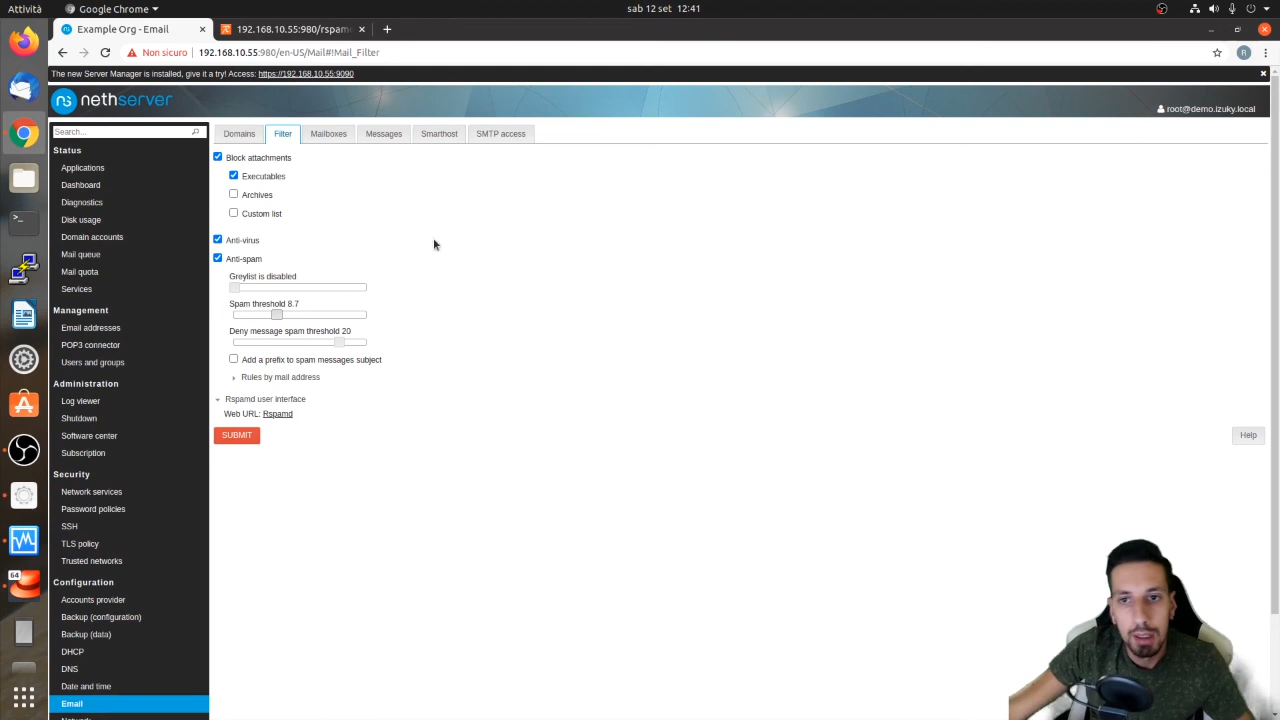 Attività
Google Chrome
sab 12 set 12:41
Example Org - Email
192.168.10.55:980/rspam
Non sicuro
192.168.10.55:980/en-US/Mail#!Mail_Filter
The new Server Manager is installed, give it a try! Access: https://192.168.10.55:9090
nethserver
root@demo.izuky.local
Search...
Status
Applications
Dashboard
Diagnostics
Disk usage
Domain accounts
Mail queue
Mail quota
Services
Management
Email addresses
POP3 connector
Users and groups
Administration
Log viewer
Shutdown
Software center
Subscription
Security
Network services
Password policies
SSH
TLS policy
Trusted networks
Configuration
Accounts provider
Backup (configuration)
Backup (data)
DHCP
DNS
Date and time
Email
Domains
Filter
Mailboxes
Messages
Smarthost
SMTP access
Block attachments
Executables
Archives
Custom list
Anti-virus
Anti-spam
Greylist is disabled
Spam threshold 8.7
Deny message spam threshold 20
Add a prefix to spam messages subject
Rules by mail address
Rspamd user interface
Web URL: Rspamd
SUBMIT
Help
64
R